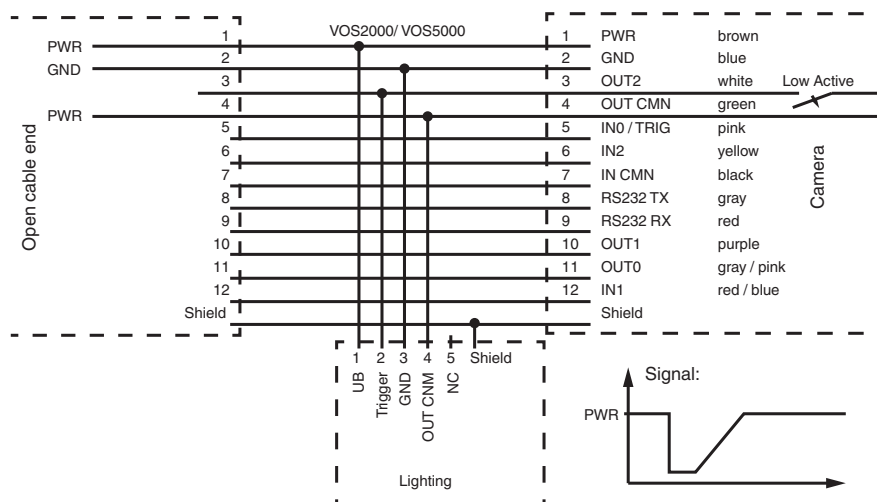 VOS2000/ VOS5000
PWR 1 1 PWR brown
GND 2 2 GND blue
3 3 OUT2 white Low Active
PWR 4 4 OUT CMN green
5 5 IN0 / TRIG pink
6 6 IN2 yellow
7 7 IN CMN black
8 8 RS232 TX gray
9 9 RS232 RX red
10 10 OUT1 purple
11 11 OUT0 gray / pink
12 12 IN1 red / blue
Shield Shield
Open cable end
Camera
1 2 3 4 5 Shield
UB
Trigger
GND
OUT CNM
NC
Lighting
Signal:
PWR